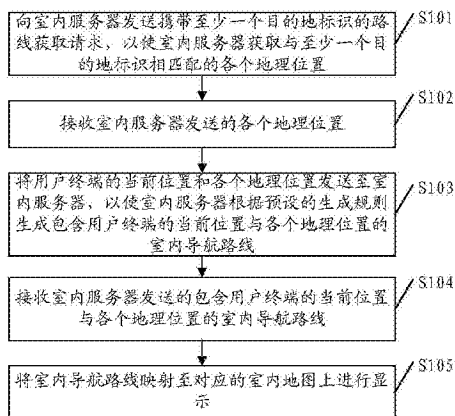 向室内服务器发送携带至少一个目的地标识的路
线获取请求，以使室内服务器获取与至少一个目
的地标识相匹配的各个地理位置
S101
接收室内服务器发送的各个地理位置
S102
将用户终端的当前位置和各个地理位置发送至室
内服务器，以使室内服务器根据预设的生成规则
生成包含用户终端的当前位置与各个地理位置的
室内导航路线
S103
接收室内服务器发送的包含用户终端的当前位置
与各个地理位置的室内导航路线
S104
将室内导航路线映射至对应的室内地图上进行显
示
S105